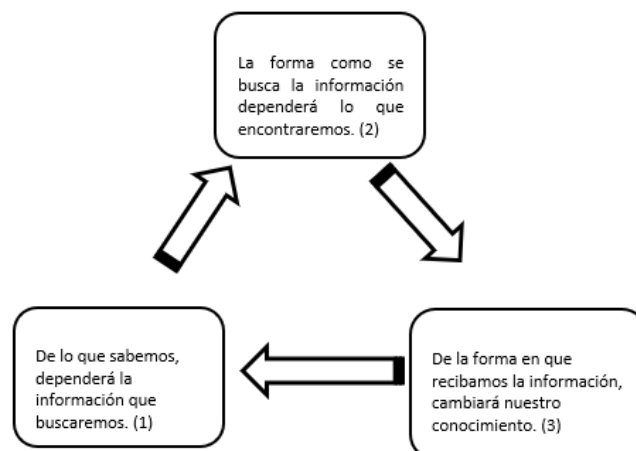 La forma como se
busca la información
dependerá lo que
encontraremos. (2)
De lo que sabemos,
dependerá la
información que
buscaremos. (1)
De la forma en que
recibamos la información,
cambiará nuestro
conocimiento. (3)